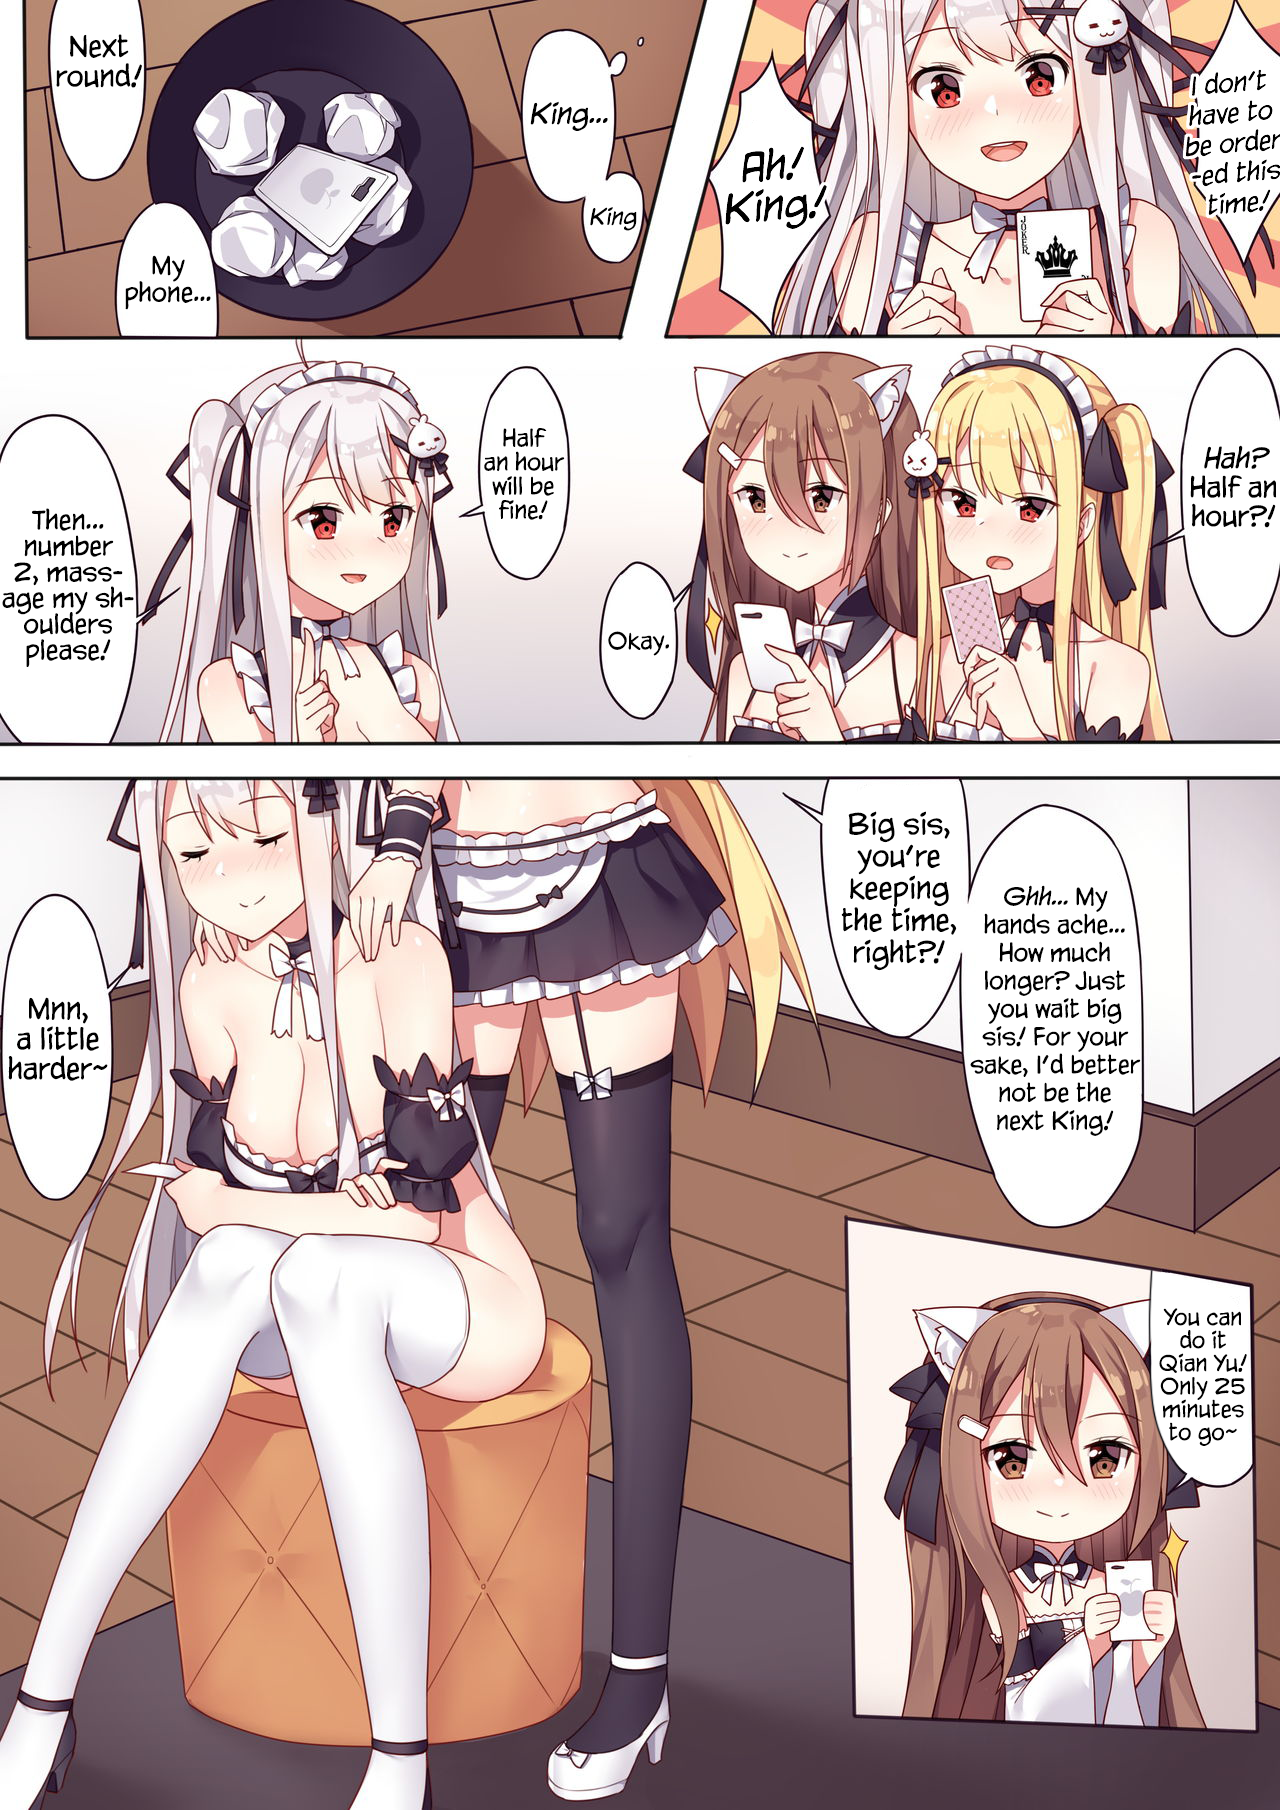 Next
round!
My
phone...
King...
King
Ah!
King!
I don't
have to
be order
-ed this
time!
JOKER
Then...
number
2, mass-
age my sh-
oulders
please!
Half
an hour
will be
fine!
Okay.
Hah?
Half an
hour?!
Mnn,
a little
harder~
Big sis,
you're
keeping
the time,
right?!
Ghh... My
hands ache...
How much
longer? Just
you wait big
sis! For your
sake, I'd better
not be the
next King!
You can
do it
Qian Yu!
Only 25
minutes
to go~